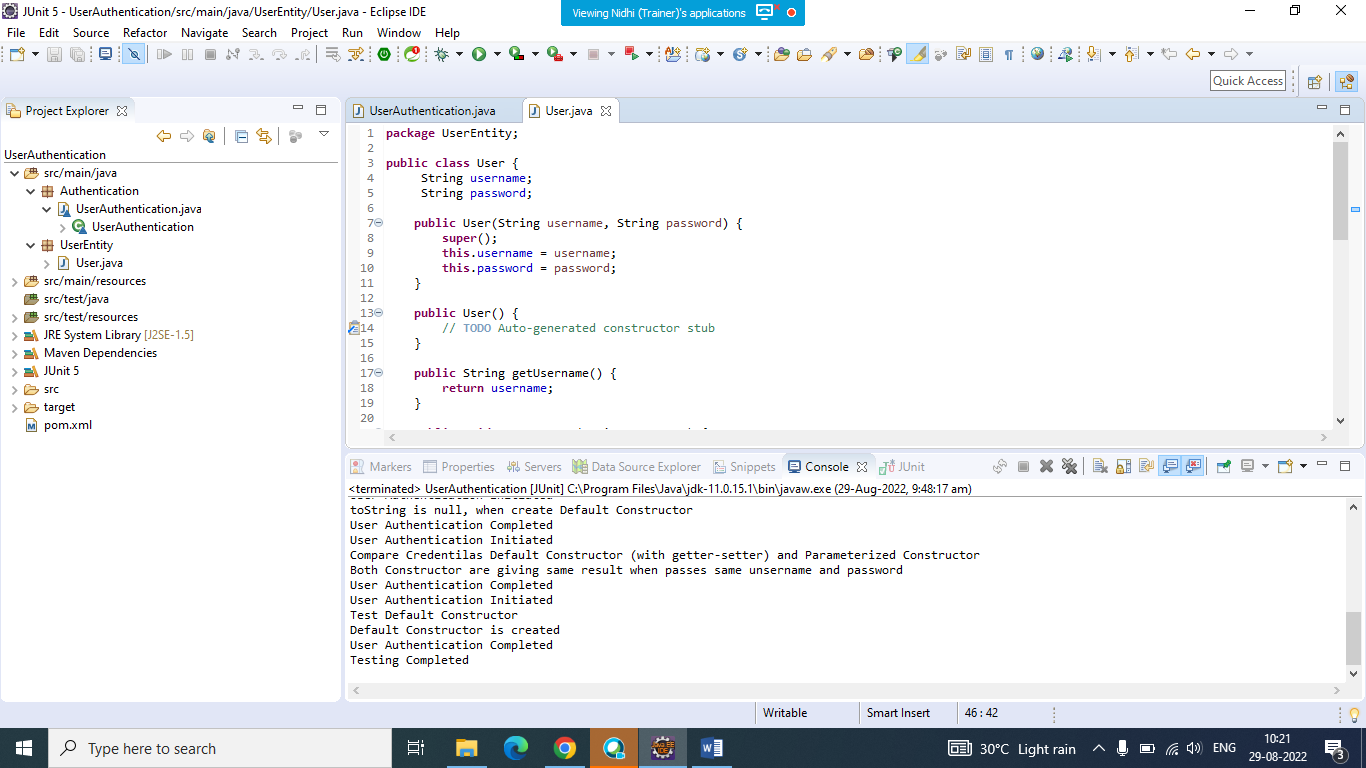 JUnit 5 - UserAuthentication/src/main/java/UserEntity/User.java - Eclipse IDE
Viewing Nidhi (Trainer)'s applications
File Edit Source Refactor Navigate Search Project Run Window Help
Quick Access
Project Explorer
UserAuthentication
src/main/java
Authentication
UserAuthentication.java
UserAuthentication
UserEntity
User.java
src/main/resources
src/test/java
src/test/resources
JRE System Library [J2SE-1.5]
Maven Dependencies
JUnit 5
src
target
pom.xml
UserAuthentication.java User.java
1 package UserEntity;
2
3 public class User {
4 String username;
5 String password;
6
7 public User(String username, String password) {
8 super();
9 this.username = username;
10 this.password = password;
11 }
12
13 public User() {
14 // TODO Auto-generated constructor stub
15 }
16
17 public String getUsername() {
18 return username;
19 }
20
Markers Properties Servers Data Source Explorer Snippets Console JUnit
<terminated> UserAuthentication [JUnit] C:\Program Files\Java\jdk-11.0.15.1\bin\javaw.exe (29-Aug-2022, 9:48:17 am)
User Authentication Initiated
toString is null, when create Default Constructor
User Authentication Completed
User Authentication Initiated
Compare Credentilas Default Constructor (with getter-setter) and Parameterized Constructor
Both Constructor are giving same result when passes same unsername and password
User Authentication Completed
User Authentication Initiated
Test Default Constructor
Default Constructor is created
User Authentication Completed
Testing Completed
Writable Smart Insert 46 : 42
Type here to search
30°C Light rain ENG 10:21
29-08-2022
3